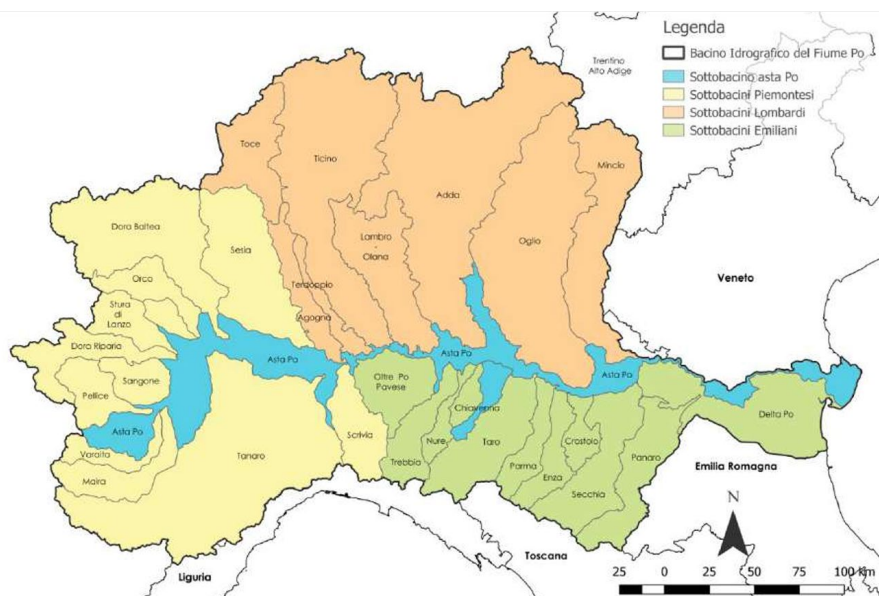 Legenda
Bacino Idrografico del Fiume Po
Sottobacino asta Po
Sottobacini Piemontesi
Sottobacini Lombardi
Sottobacini Emiliani
Trentino
Alto Adige
Toce
Ticino
Mincio
Adda
Dora Baltea
Sesia
Lambro
-
Olona
Oglio
Veneto
Orco
Terdoppio
Stura
di
Lanzo
Agogna
Dora Riparia
Asta Po
Asta Po
Sangone
Oltre Po
Pavese
Asta Po
Pellice
Chiavenna
Delta Po
Asta Po
Crostolo
Varaita
Tanaro
Scrivia
Nure
Taro
Panaro
Trebbia
Parma
Emilia Romagna
Maira
Enza
Secchia
N
Toscana
Liguria
25 0 25 50 75 100 Km